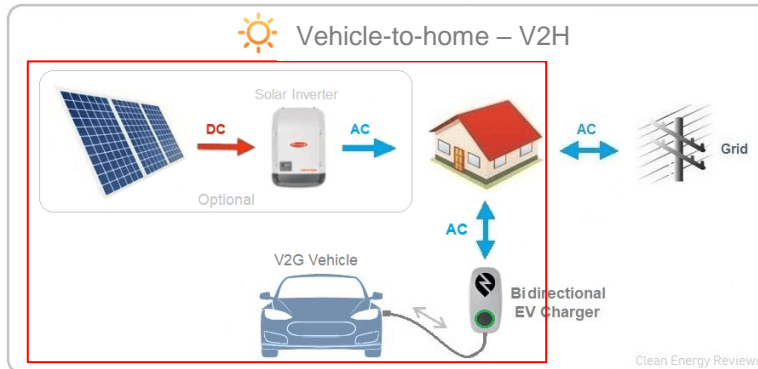 Vehicle-to-home – V2H
Solar Inverter
DC
AC
AC
Grid
Optional
AC
V2G Vehicle
Bidirectional
EV Charger
Clean Energy Reviews